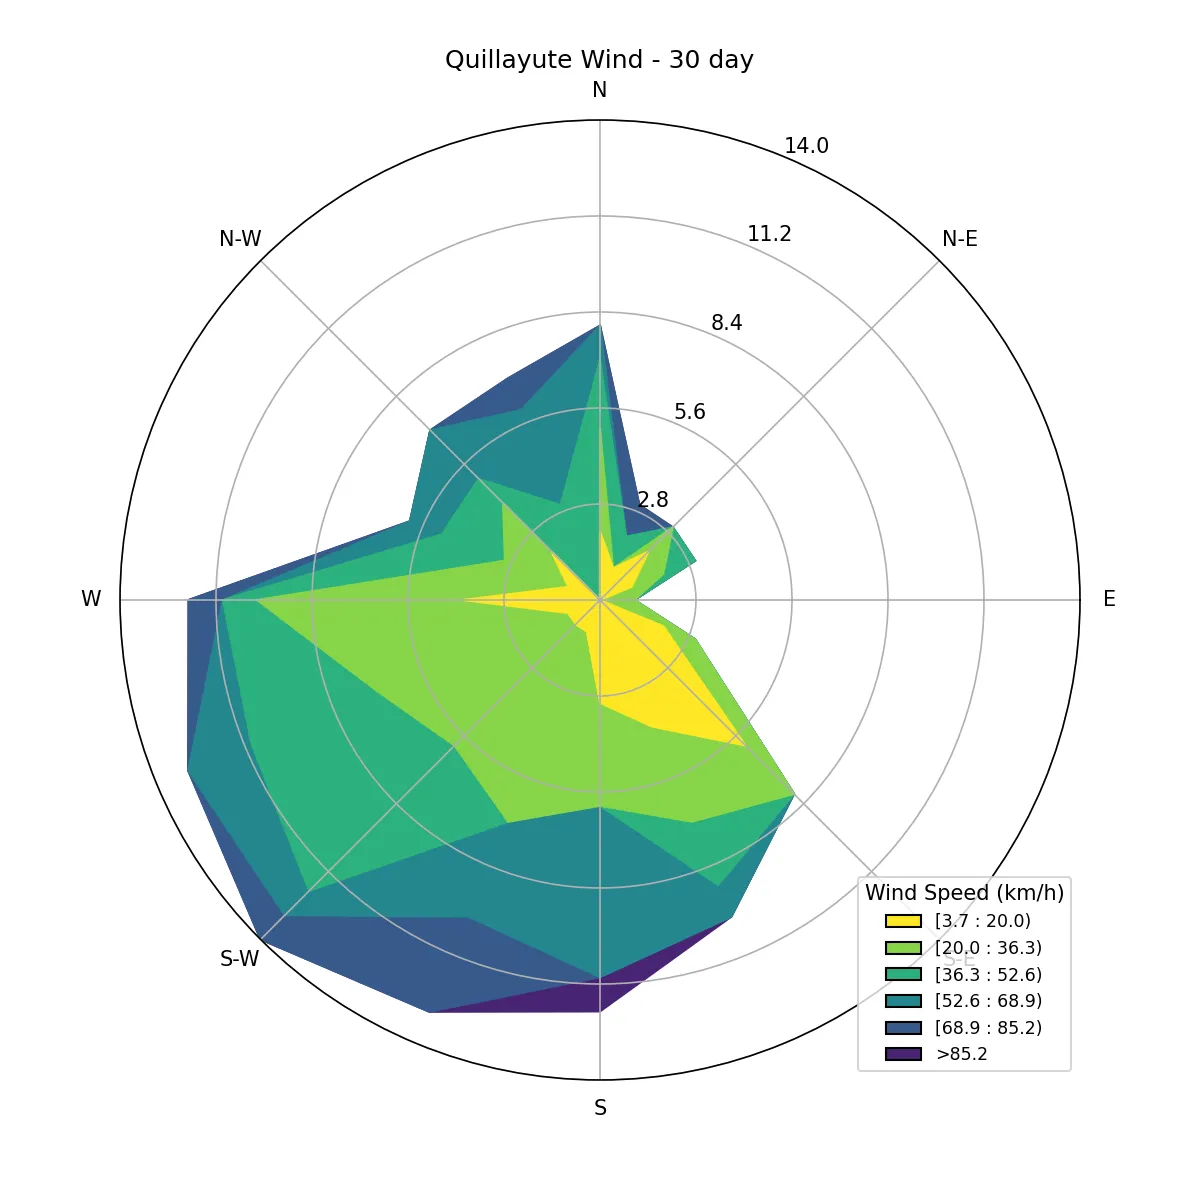 Quillayute Wind - 30 day
N
14.0
N-W
11.2
N-E
8.4
5.6
2.8
W
E
S-W
S-E
S
Wind Speed (km/h)
[3.7 : 20.0)
[20.0 : 36.3)
[36.3 : 52.6)
[52.6 : 68.9)
[68.9 : 85.2)
>85.2